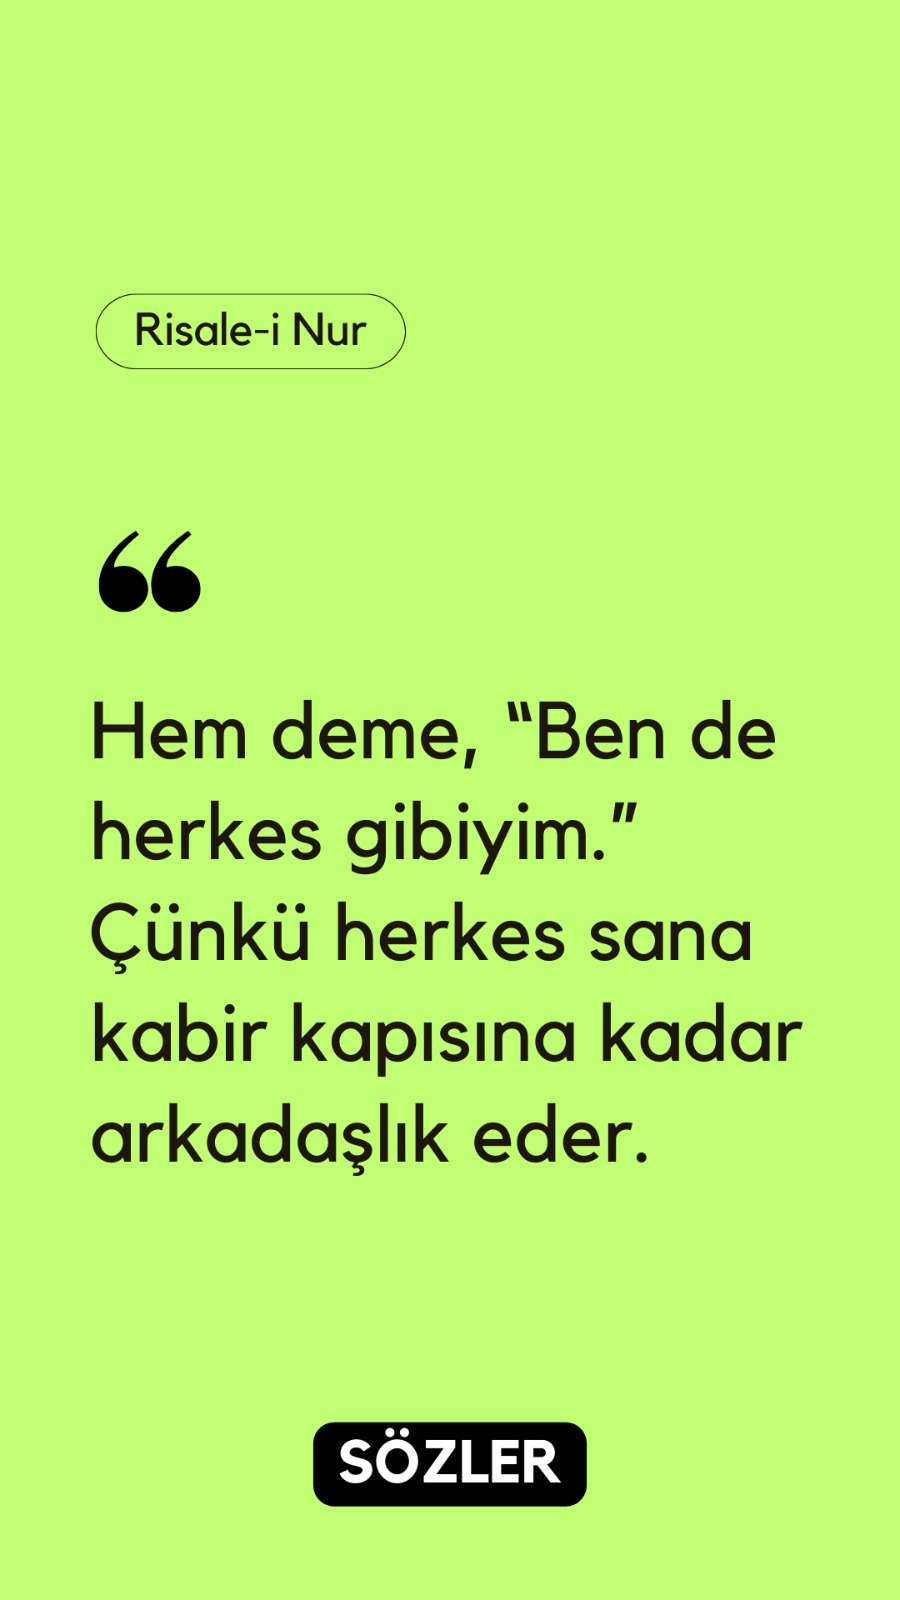 Risale-i Nur
“
Hem deme, “Ben de
herkes gibiyim.”
Çünkü herkes sana
kabir kapısına kadar
arkadaşlık eder.
SÖZLER